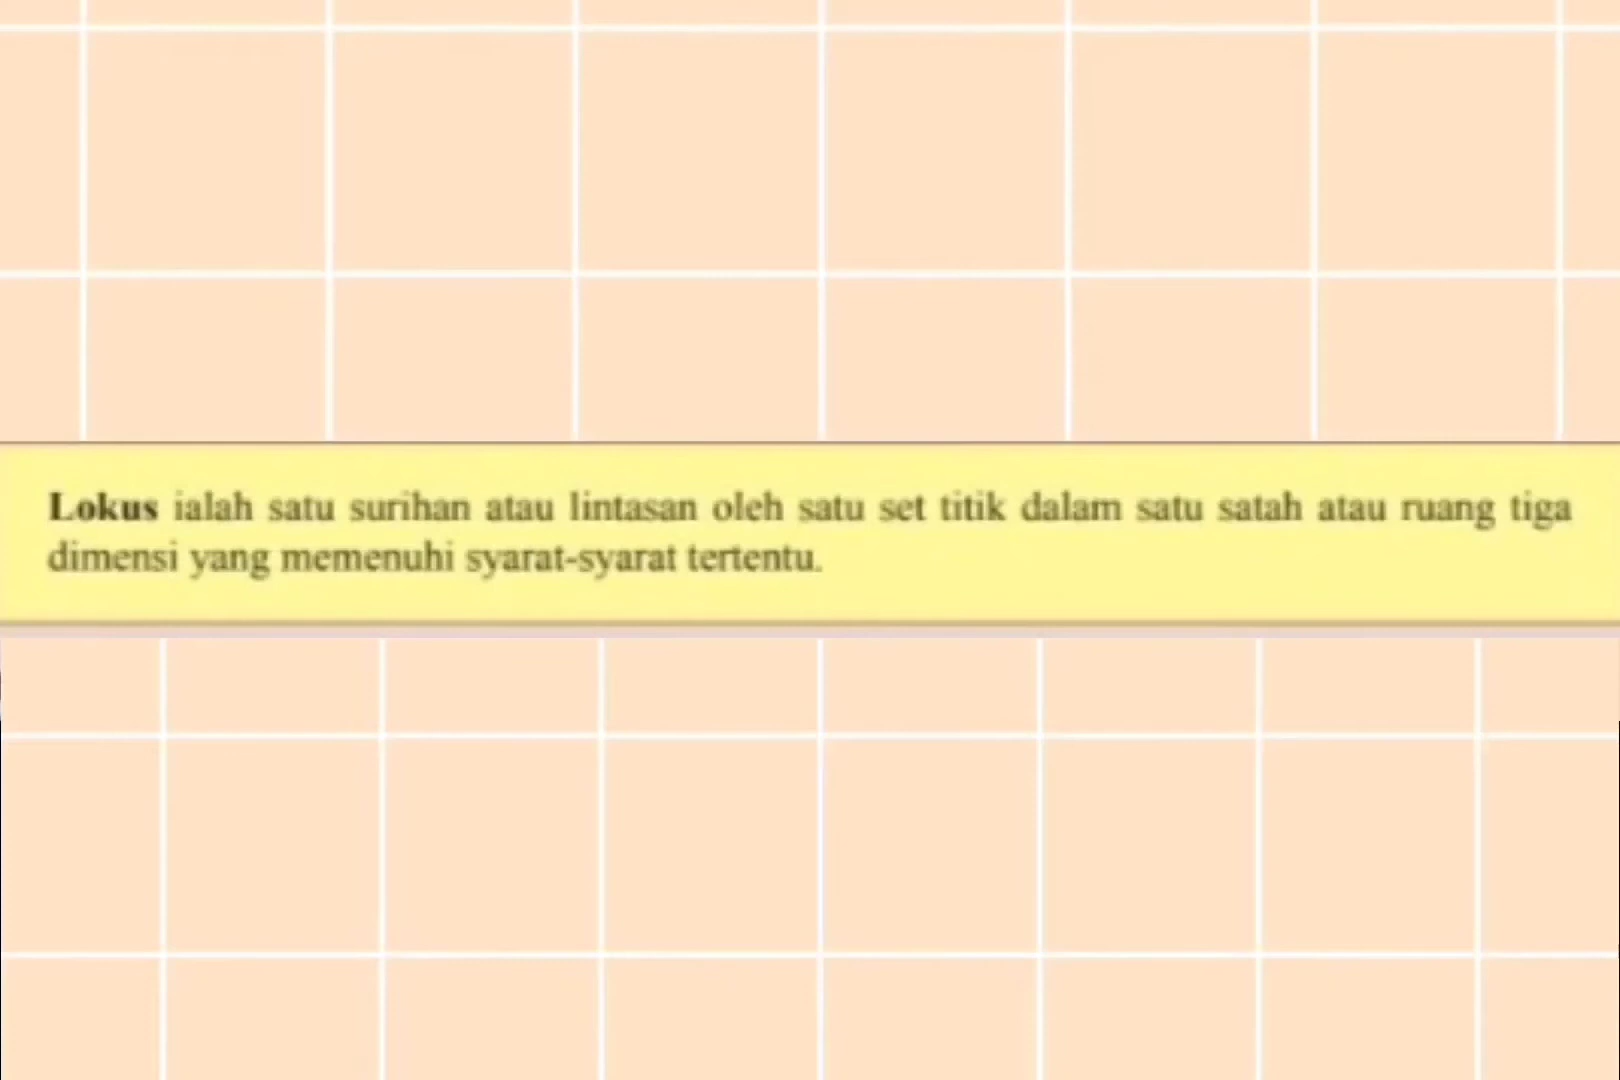 Lokus ialah satu surihan atau lintasan oleh satu set titik dalam satu satah atau ruang tiga
dimensi yang memenuhi syarat-syarat tertentu.